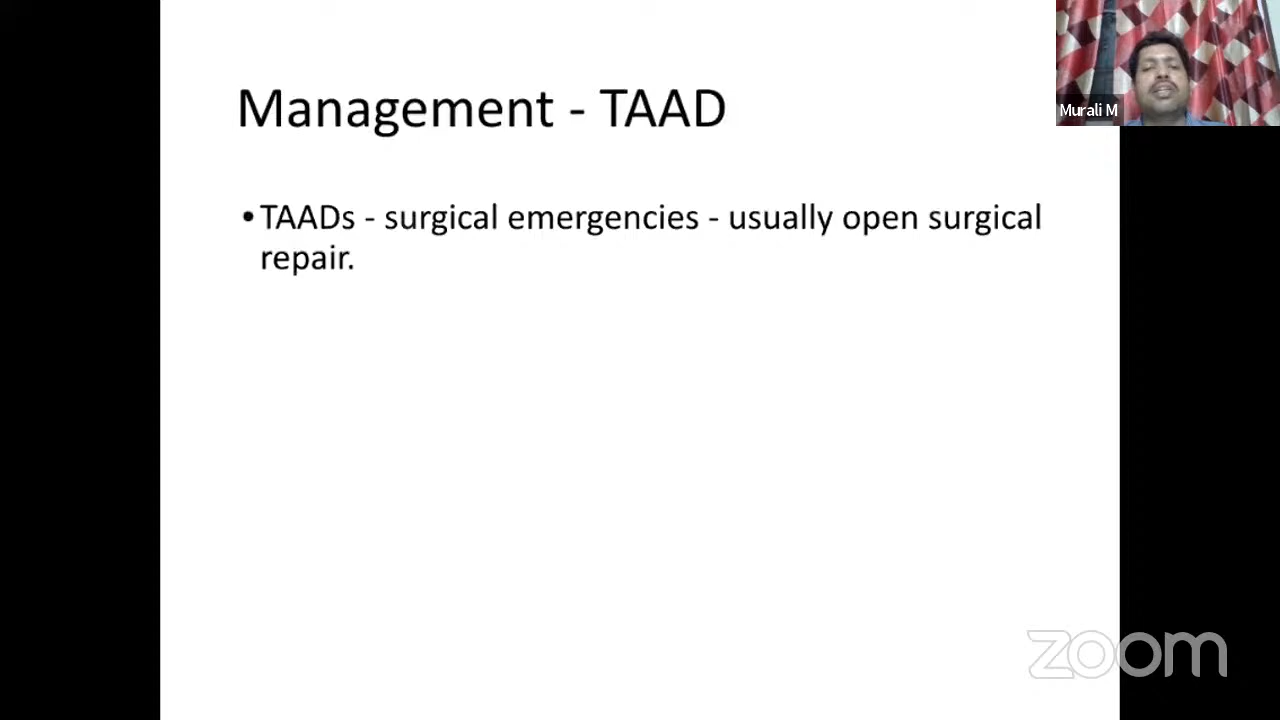 Management - TAAD
Murali M
•TAADs - surgical emergencies - usually open surgical
repair.
zoom